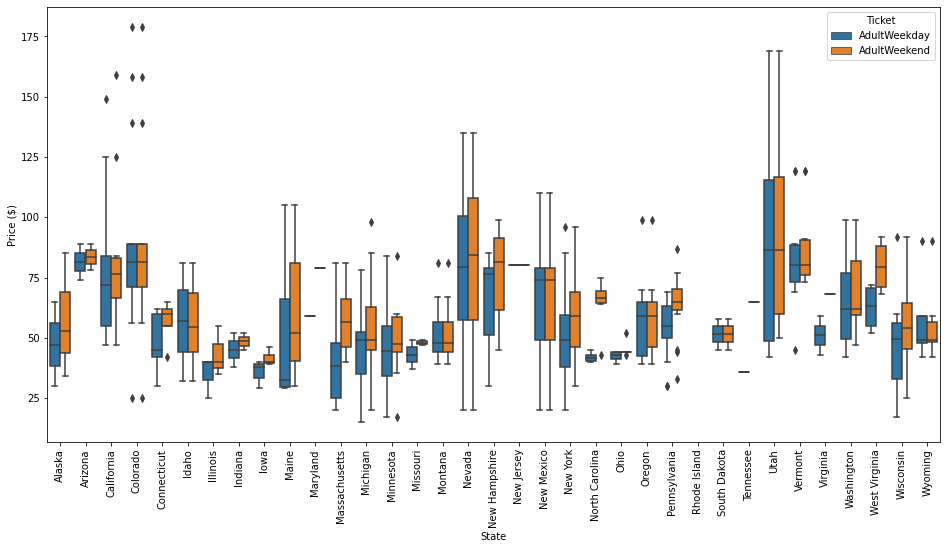 Ticket
AdultWeekday
AdultWeekend
Price ($)
175
150
125
100
75
50
25
Alaska
Arizona
California
Colorado
Connecticut
Idaho
Illinois
Indiana
Iowa
Maine
Maryland
Massachusetts
Michigan
Minnesota
Missouri
Montana
Nevada
New Hampshire
New Jersey
New Mexico
New York
North Carolina
Ohio
Oregon
Pennsylvania
Rhode Island
South Dakota
Tennessee
Utah
Vermont
Virginia
Washington
West Virginia
Wisconsin
Wyoming
State